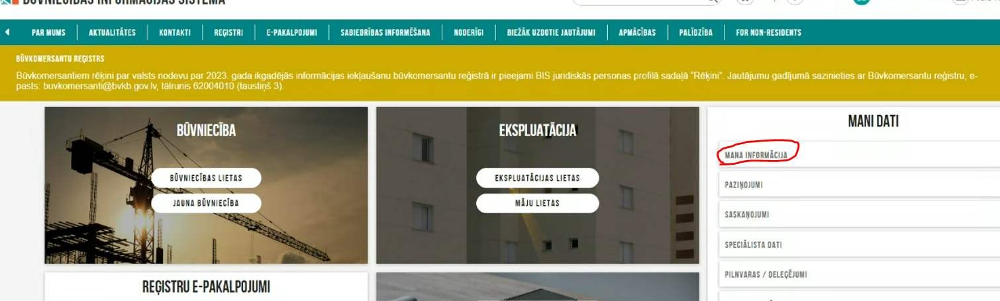 BŪVNIECĪBAS INFORMĀCIJAS SISTĒMA
PAR MUMS
AKTUALITĀTES
KONTAKTI
REĢISTRI
E-PAKALPOJUMI
SABIEDRĪBAS INFORMĒŠANA
NODERĪGI
BIEŽĀK UZDOTIE JAUTĀJUMI
APMĀCĪBAS
PALĪDZĪBA
FOR NON-RESIDENTS
BŪVKOMERSANTU REĢISTRS
Būvkomersantiem rēķini par valsts nodevu par 2023. gada ikgadējās informācijas iekļaušanu būvkomersantu reģistrā ir pieejami BIS juridiskās personas profilā sadaļā "Rēķini". Jautājumu gadījumā sazinieties ar Būvkomersantu reģistru, e-
pasts: buvkomersanti@bvkb.gov.lv, tālrunis 62004010 (taustiņš 3).
BŪVNIECĪBA
BŪVNIECĪBAS LIETAS
JAUNA BŪVNIECĪBA
EKSPLUATĀCIJA
EKSPLUATĀCIJAS LIETAS
MĀJU LIETAS
MANI DATI
MANA INFORMĀCIJA
PAZIŅOJUMI
SASKAŅOJUMI
SPECIĀLISTA DATI
PILNVARAS / DELEĢĒJUMI
REĢISTRU E-PAKALPOJUMI